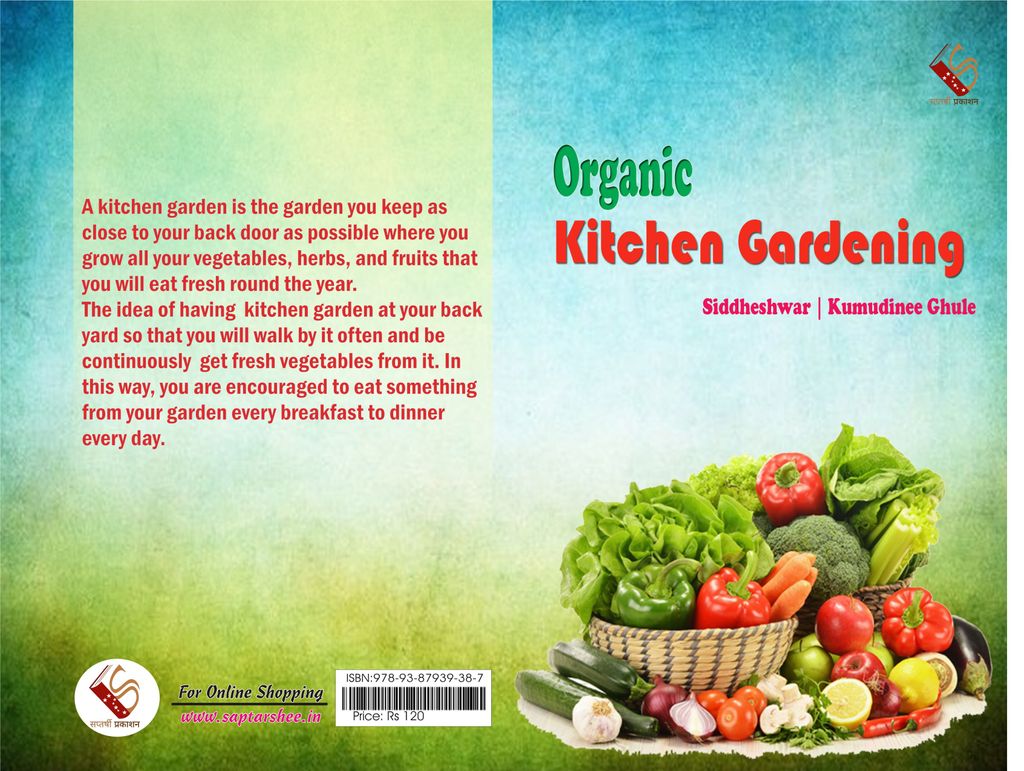 A kitchen garden is the garden you keep as
close to your back door as possible where you
grow all your vegetables, herbs, and fruits that
you will eat fresh round the year.
The idea of having kitchen garden at your back
yard so that you will walk by it often and be
continuously get fresh vegetables from it. In
this way, you are encouraged to eat something
from your garden every breakfast to dinner
every day.
सप्तर्षी प्रकाशन
For Online Shopping
www.saptarshee.in
ISBN:978-93-87939-38-7
Price: Rs 120
सप्तर्षी प्रकाशन
Organic
Kitchen Gardening
Siddheshwar | Kumudinee Ghule